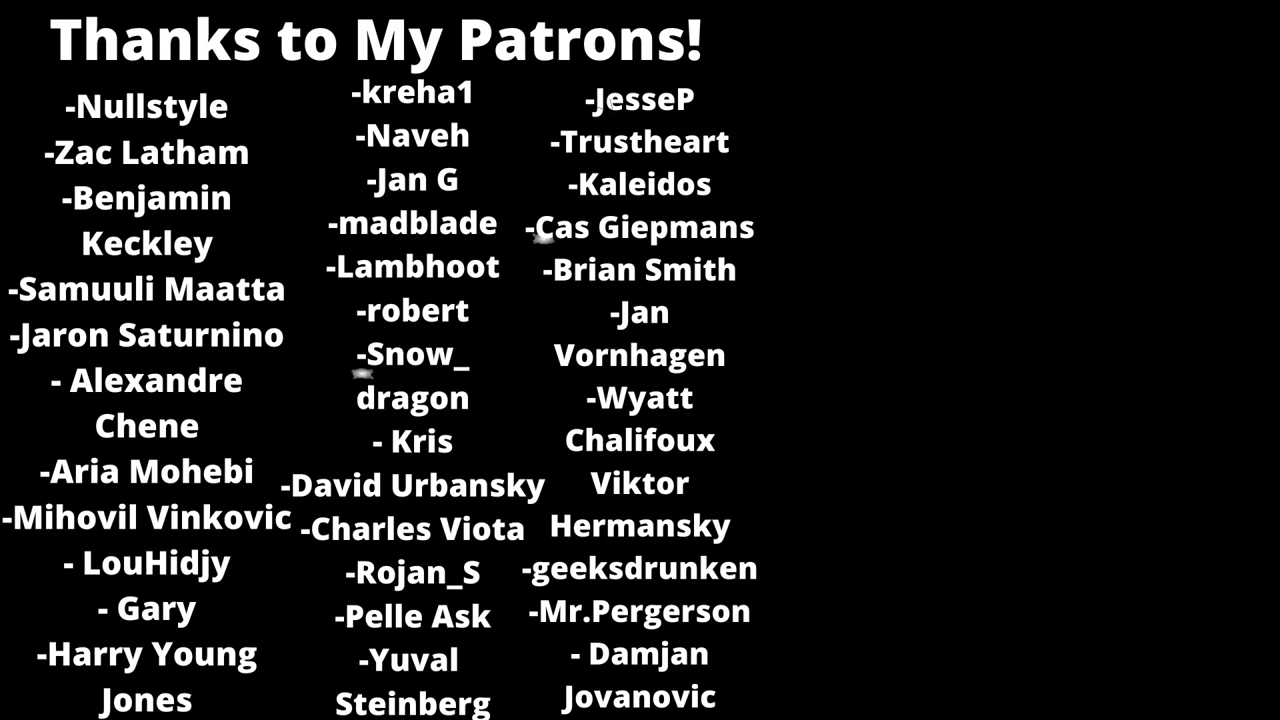 Thanks to My Patrons!
-Nullstyle
-Zac Latham
-Benjamin
Keckley
-Samuuli Maatta
-Jaron Saturnino
- Alexandre
Chene
-Aria Mohebi
-Mihovil Vinkovic
- LouHidjy
- Gary
-Harry Young
Jones
-kreha1
-Naveh
-Jan G
-madblade
-Lambhoot
-robert
-Snow_
dragon
- Kris
-David Urbansky
-Charles Viota
-Rojan_S
-Pelle Ask
-Yuval
Steinberg
-JesseP
-Trustheart
-Kaleidos
-Cas Giepmans
-Brian Smith
-Jan
Vornhagen
-Wyatt
Chalifoux
Viktor
Hermansky
-geeksdrunken
-Mr.Pergerson
- Damjan
Jovanovic